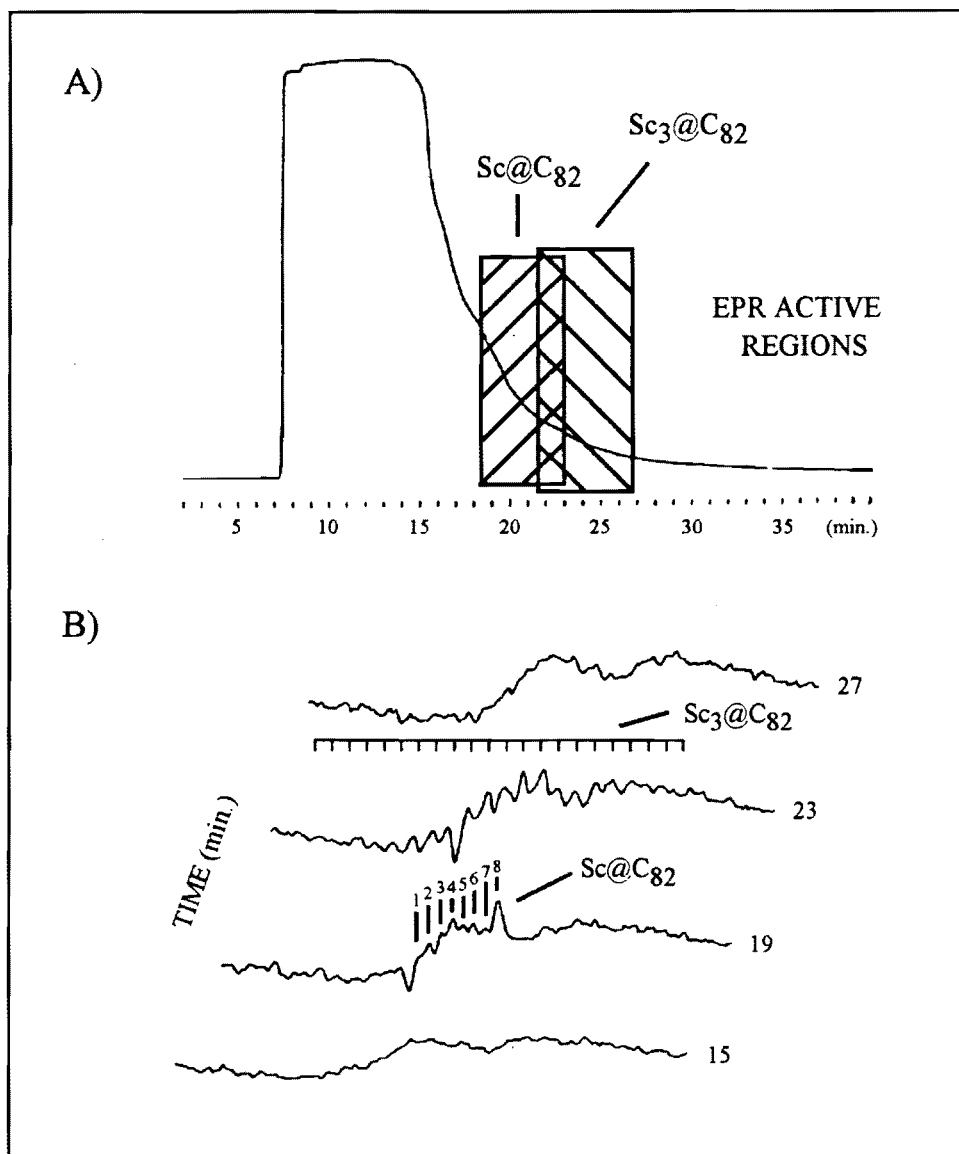 A)
Sc@C82
Sc3@C82
EPR ACTIVE
REGIONS
5 10 15 20 25 30 35 (min.)
B)
27
Sc3@C82
23
TIME (min.)
1 2 3 4 5 6 7 8
Sc@C82
19
15